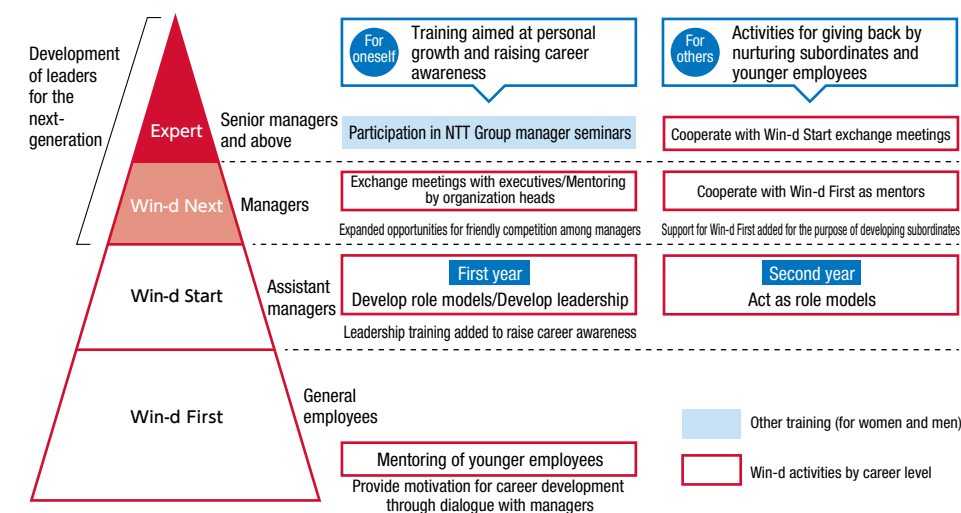 Development
of leaders
for the
next-
generation
For
oneself
Training aimed at personal
growth and raising career
awareness
For
others
Activities for giving back by
nurturing subordinates and
younger employees
Expert
Senior managers
and above
Participation in NTT Group manager seminars
Cooperate with Win-d Start exchange meetings
Win-d Next
Managers
Exchange meetings with executives/Mentoring
by organization heads
Cooperate with Win-d First as mentors
Expanded opportunities for friendly competition among managers
Support for Win-d First added for the purpose of developing subordinates
Win-d Start
Assistant
managers
First year
Develop role models/Develop leadership
Second year
Act as role models
Leadership training added to raise career awareness
Win-d First
General
employees
Mentoring of younger employees
Provide motivation for career development
through dialogue with managers
Other training (for women and men)
Win-d activities by career level